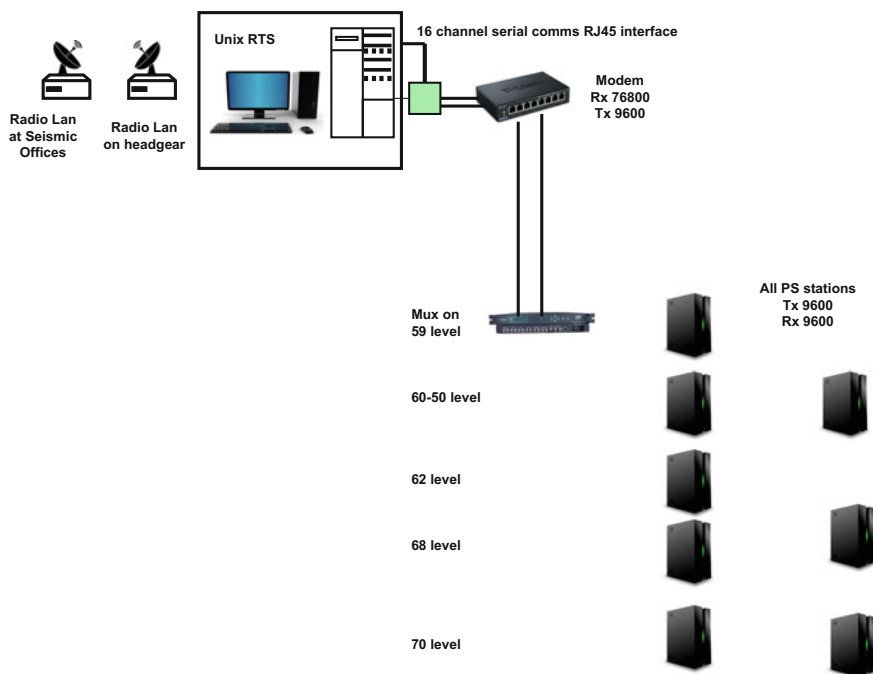 Unix RTS
16 channel serial comms RJ45 interface
Radio Lan
at Seismic
Offices
Radio Lan
on headgear
Modem
Rx 76800
Tx 9600
D-Link
Mux on
59 level
All PS stations
Tx 9600
Rx 9600
60-50 level
62 level
68 level
70 level